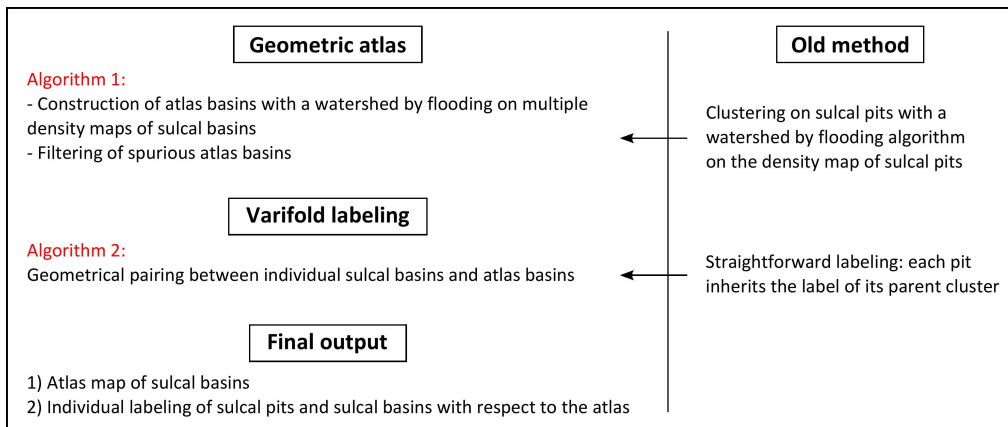 Geometric atlas
Algorithm 1:
- Construction of atlas basins with a watershed by flooding on multiple
density maps of sulcal basins
- Filtering of spurious atlas basins
Varifold labeling
Algorithm 2:
Geometrical pairing between individual sulcal basins and atlas basins
Final output
1) Atlas map of sulcal basins
2) Individual labeling of sulcal pits and sulcal basins with respect to the atlas
Old method
Clustering on sulcal pits with a
watershed by flooding algorithm
on the density map of sulcal pits
Straightforward labeling: each pit
inherits the label of its parent cluster